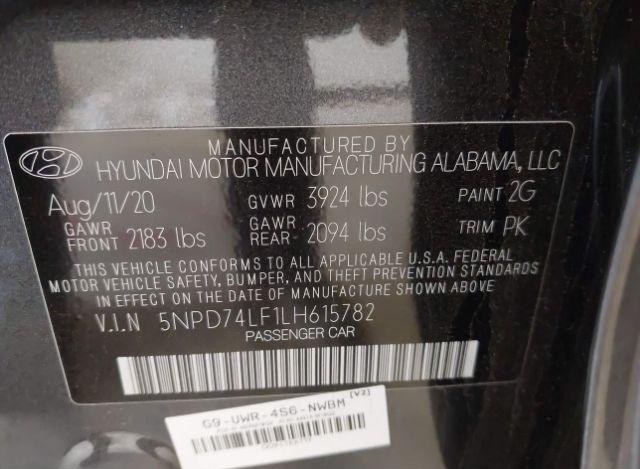 MANUFACTURED BY
HYUNDAI MOTOR MANUFACTURING ALABAMA, LLC
Aug/11/20 GVWR 3924 lbs PAINT 2G
GAWR FRONT 2183 lbs GAWR REAR- 2094 lbs TRIM PK
THIS VEHICLE CONFORMS TO ALL APPLICABLE U.S.A. FEDERAL
MOTOR VEHICLE SAFETY, BUMPER, AND THEFT PREVENTION STANDARDS
IN EFFECT ON THE DATE OF MANUFACTURE SHOWN ABOVE
V.I.N 5NPD74LF1LH615782
PASSENGER CAR
G9-UWR-4S6-NWBM [V2]